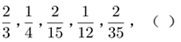 2/3, 1/4, 2/15, 1/12, 2/35, ( )